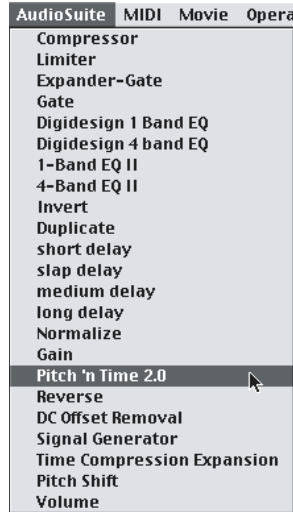 AudioSuite MIDI Movie Opera
Compressor
Limiter
Expander-Gate
Gate
Digidesign 1 Band EQ
Digidesign 4 band EQ
1-Band EQ II
4-Band EQ II
Invert
Duplicate
short delay
slap delay
medium delay
long delay
Normalize
Gain
Pitch 'n Time 2.0
Reverse
DC Offset Removal
Signal Generator
Time Compression Expansion
Pitch Shift
Volume